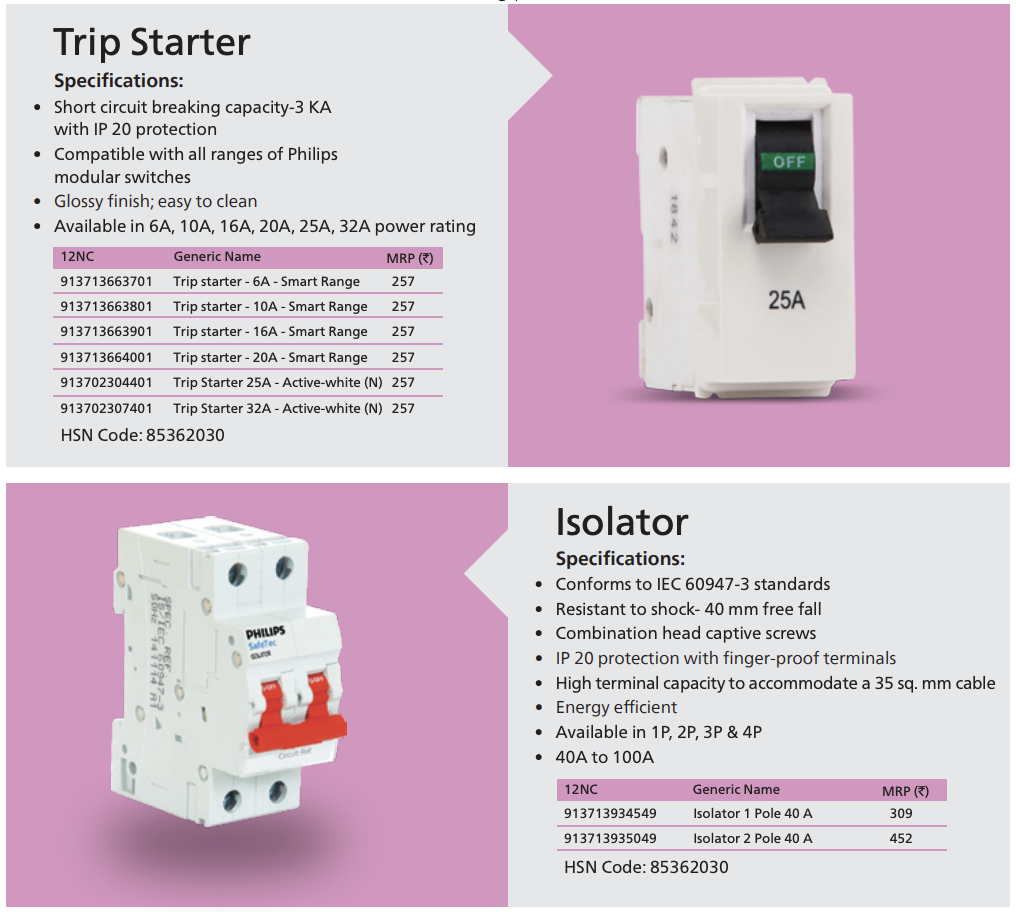 Trip Starter
Specifications:
• Short circuit breaking capacity-3 KA
with IP 20 protection
• Compatible with all ranges of Philips
modular switches
• Glossy finish; easy to clean
• Available in 6A, 10A, 16A, 20A, 25A, 32A power rating
12NC Generic Name MRP (₹)
913713663701 Trip starter - 6A - Smart Range 257
913713663801 Trip starter - 10A - Smart Range 257
913713663901 Trip starter - 16A - Smart Range 257
913713664001 Trip starter - 20A - Smart Range 257
913702304401 Trip Starter 25A - Active-white (N) 257
913702307401 Trip Starter 32A - Active-white (N) 257
HSN Code: 85362030
OFF
1842
25A
PHILIPS
SafeTec
ISOLATOR
Isolator
Specifications:
• Conforms to IEC 60947-3 standards
• Resistant to shock- 40 mm free fall
• Combination head captive screws
• IP 20 protection with finger-proof terminals
• High terminal capacity to accommodate a 35 sq. mm cable
• Energy efficient
• Available in 1P, 2P, 3P & 4P
• 40A to 100A
12NC Generic Name MRP (₹)
913713934549 Isolator 1 Pole 40 A 309
913713935049 Isolator 2 Pole 40 A 452
HSN Code: 85362030